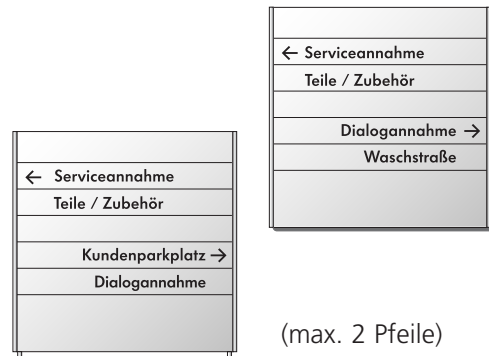 ← Serviceannahme
Teile / Zubehör
Dialogannahme →
Waschstraße
← Serviceannahme
Teile / Zubehör
Kundenparkplatz →
Dialogannahme
(max. 2 Pfeile)